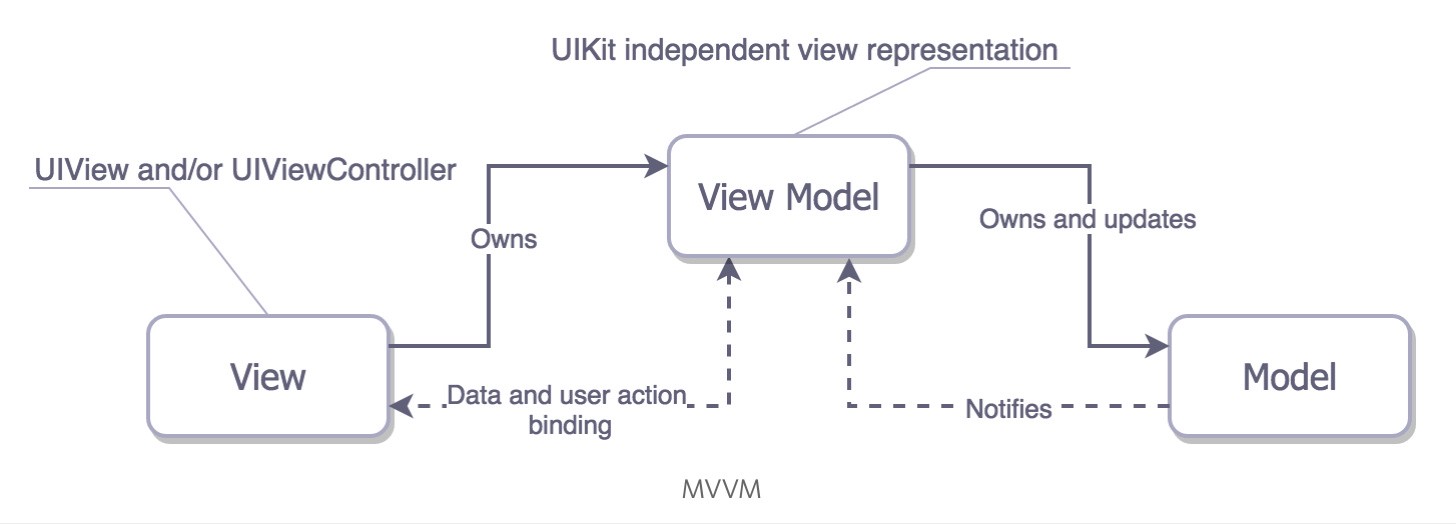 UIKit independent view representation
UIView and/or UIViewController
View Model
Owns and updates
Owns
View
Data and user action
binding
Notifies
Model
MVVM